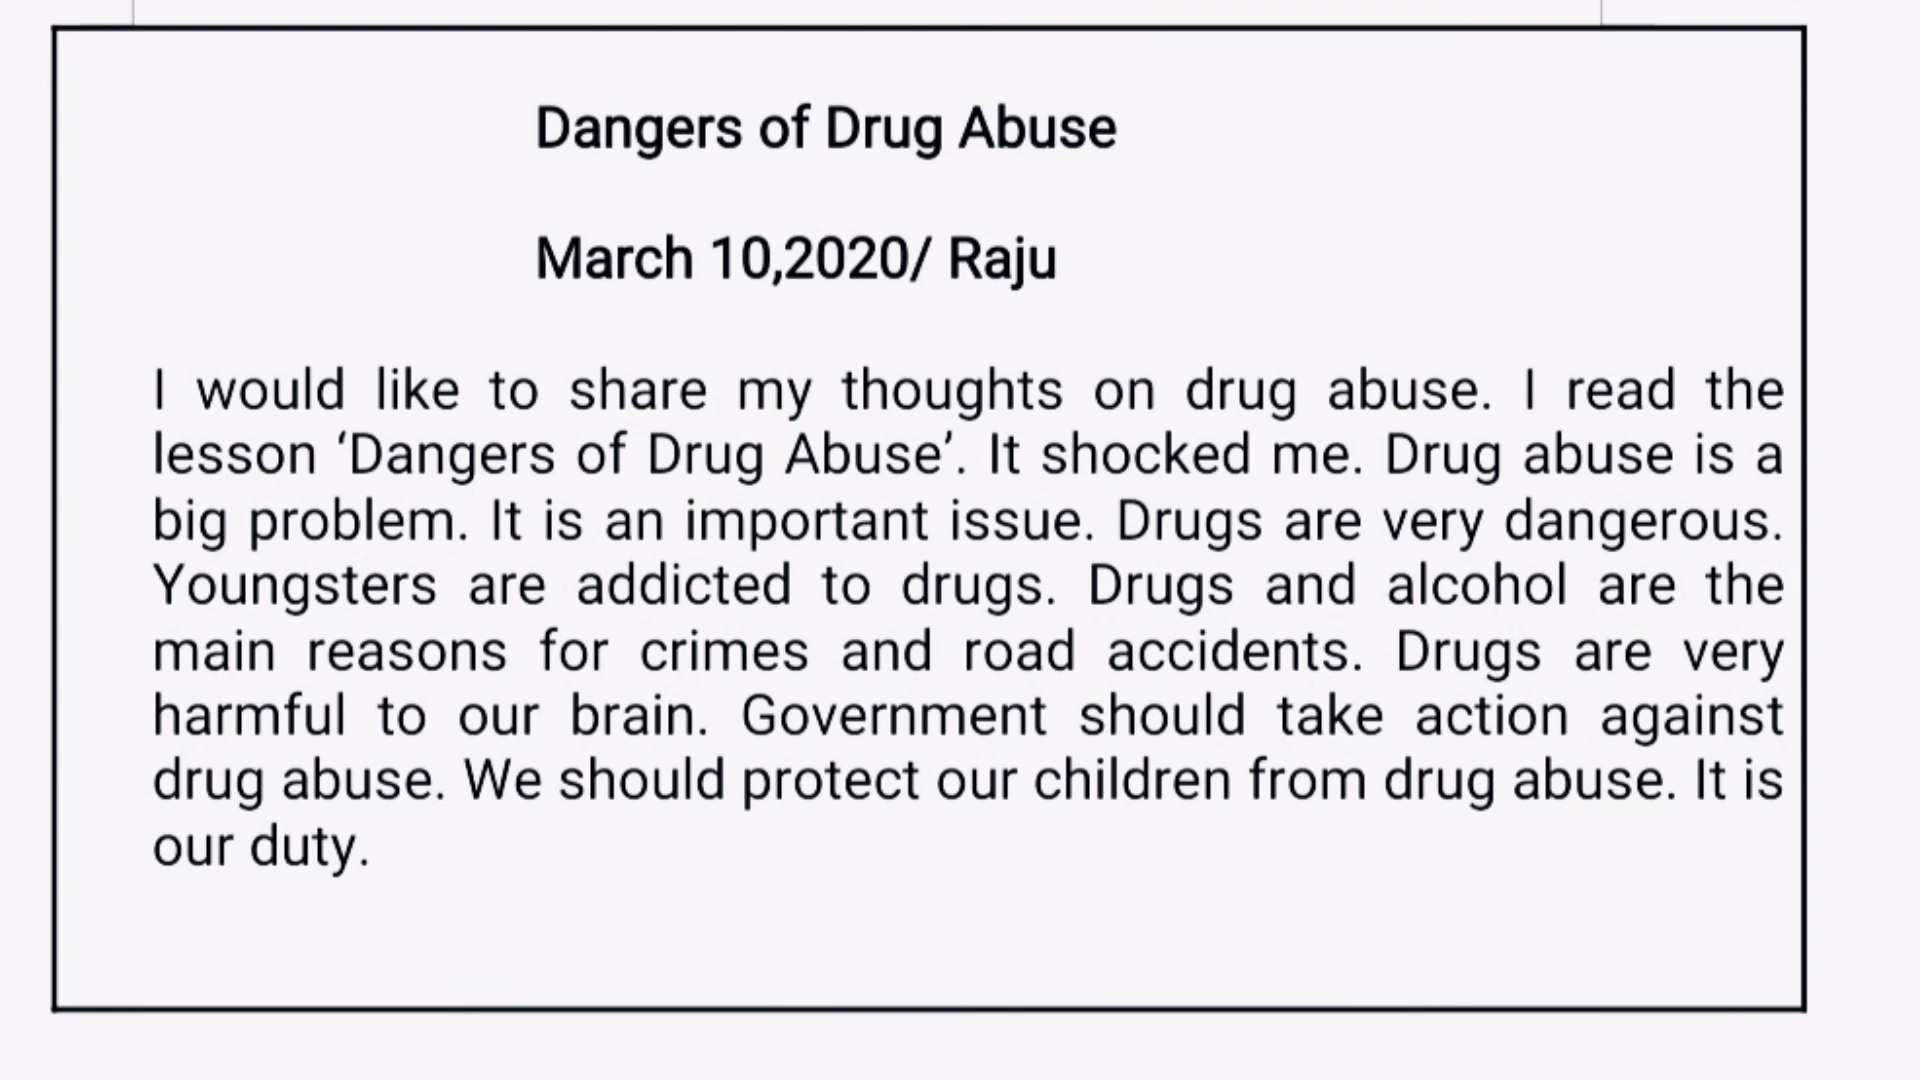 Dangers of Drug Abuse
March 10,2020/ Raju
I would like to share my thoughts on drug abuse. I read the
lesson ‘Dangers of Drug Abuse’. It shocked me. Drug abuse is a
big problem. It is an important issue. Drugs are very dangerous.
Youngsters are addicted to drugs. Drugs and alcohol are the
main reasons for crimes and road accidents. Drugs are very
harmful to our brain. Government should take action against
drug abuse. We should protect our children from drug abuse. It is
our duty.